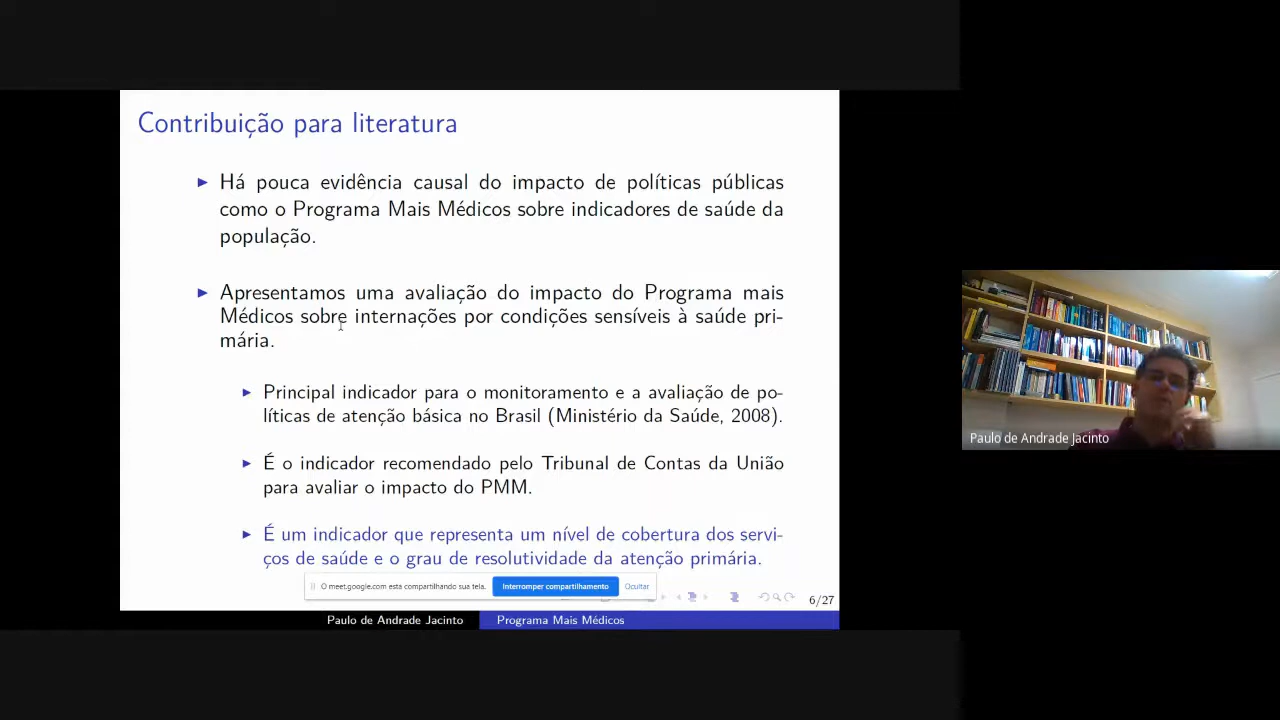 Contribuição para literatura
Há pouca evidência causal do impacto de políticas públicas
como o Programa Mais Médicos sobre indicadores de saúde da
população.
Apresentamos uma avaliação do impacto do Programa mais
Médicos sobre internações por condições sensíveis à saúde pri-
mária.
Principal indicador para o monitoramento e a avaliação de po-
líticas de atenção básica no Brasil (Ministério da Saúde, 2008).
É o indicador recomendado pelo Tribunal de Contas da União
para avaliar o impacto do PMM.
É um indicador que representa um nível de cobertura dos servi-
ços de saúde e o grau de resolutividade da atenção primária.
O meet.google.com está compartilhando sua tela.
Interromper compartilhamento
Ocultar
6/27
Paulo de Andrade Jacinto
Programa Mais Médicos
Paulo de Andrade Jacinto